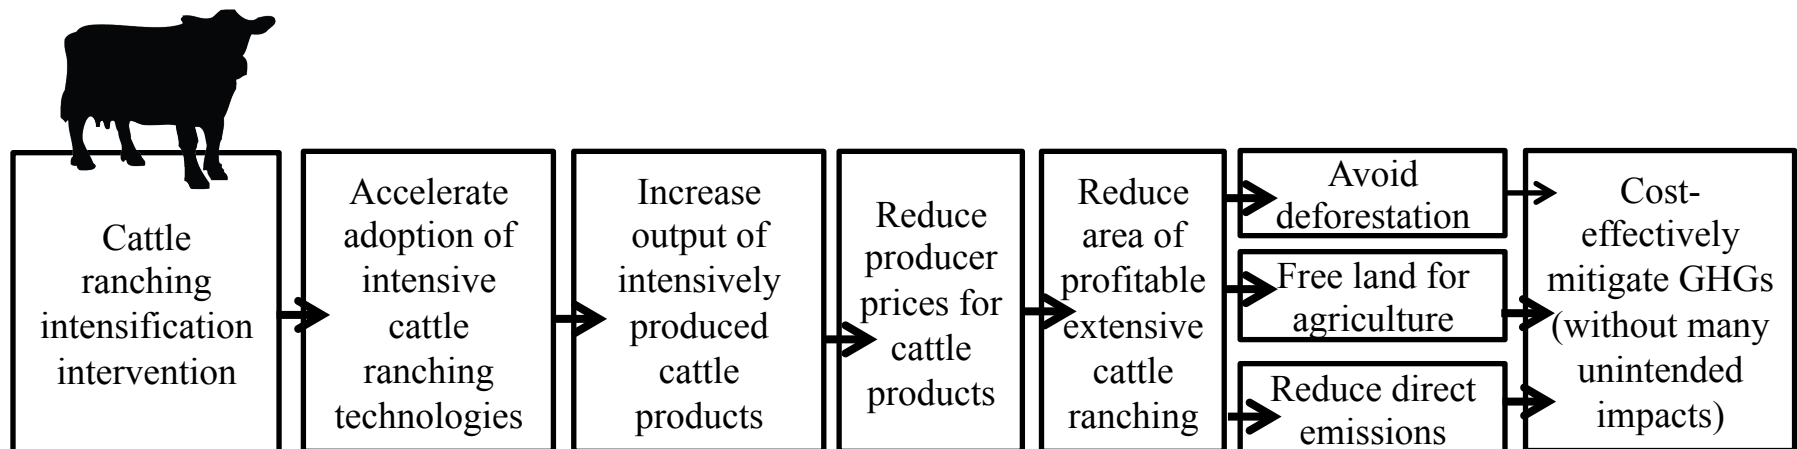 Cattle
ranching
intensification
intervention
Accelerate
adoption of
intensive
cattle
ranching
technologies
Increase
output of
intensively
produced
cattle
products
Reduce
producer
prices for
cattle
products
Reduce
area of
profitable
extensive
cattle
ranching
Avoid
deforestation
Free land for
agriculture
Reduce direct
emissions
Cost-
effectively
mitigate GHGs
(without many
unintended
impacts)